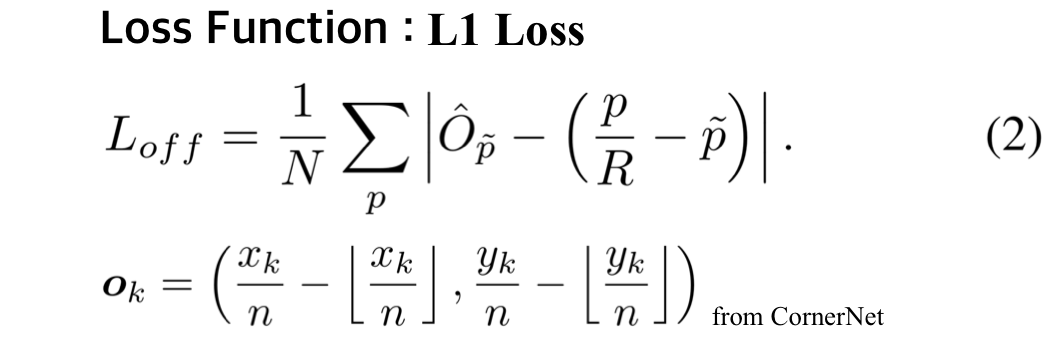 Loss Function : L1 Loss
$L_{off} = \frac{1}{N} \sum_{p} \left| \hat{O}_{\tilde{p}} - \left( \frac{p}{R} - \tilde{p} \right) \right| .$ (2)
$\boldsymbol{o}_k = \left( \frac{x_k}{n} - \left\lfloor \frac{x_k}{n} \right\rfloor , \frac{y_k}{n} - \left\lfloor \frac{y_k}{n} \right\rfloor \right)$ from CornerNet